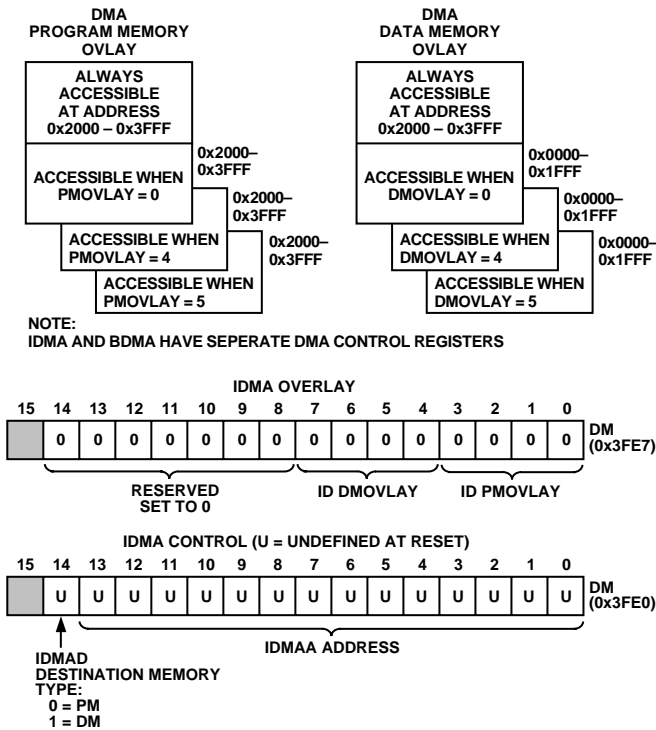 DMA
PROGRAM MEMORY
OVLAY
ALWAYS
ACCESSIBLE
AT ADDRESS
0x2000 – 0x3FFF
ACCESSIBLE WHEN
PMOVLAY = 0
0x2000–
0x3FFF
ACCESSIBLE WHEN
PMOVLAY = 4
0x2000–
0x3FFF
ACCESSIBLE WHEN
PMOVLAY = 5
0x2000–
0x3FFF
DMA
DATA MEMORY
OVLAY
ALWAYS
ACCESSIBLE
AT ADDRESS
0x2000 – 0x3FFF
ACCESSIBLE WHEN
DMOVLAY = 0
0x0000–
0x1FFF
ACCESSIBLE WHEN
DMOVLAY = 4
0x0000–
0x1FFF
ACCESSIBLE WHEN
DMOVLAY = 5
0x0000–
0x1FFF
NOTE:
IDMA AND BDMA HAVE SEPERATE DMA CONTROL REGISTERS
IDMA OVERLAY
15 14 13 12 11 10 9 8 7 6 5 4 3 2 1 0
0 0 0 0 0 0 0 0 0 0 0 0 0 0 0
DM
(0x3FE7)
RESERVED
SET TO 0
ID DMOVLAY
ID PMOVLAY
IDMA CONTROL (U = UNDEFINED AT RESET)
15 14 13 12 11 10 9 8 7 6 5 4 3 2 1 0
U U U U U U U U U U U U U U U
DM
(0x3FE0)
IDMAA ADDRESS
IDMAD
DESTINATION MEMORY
TYPE:
0 = PM
1 = DM